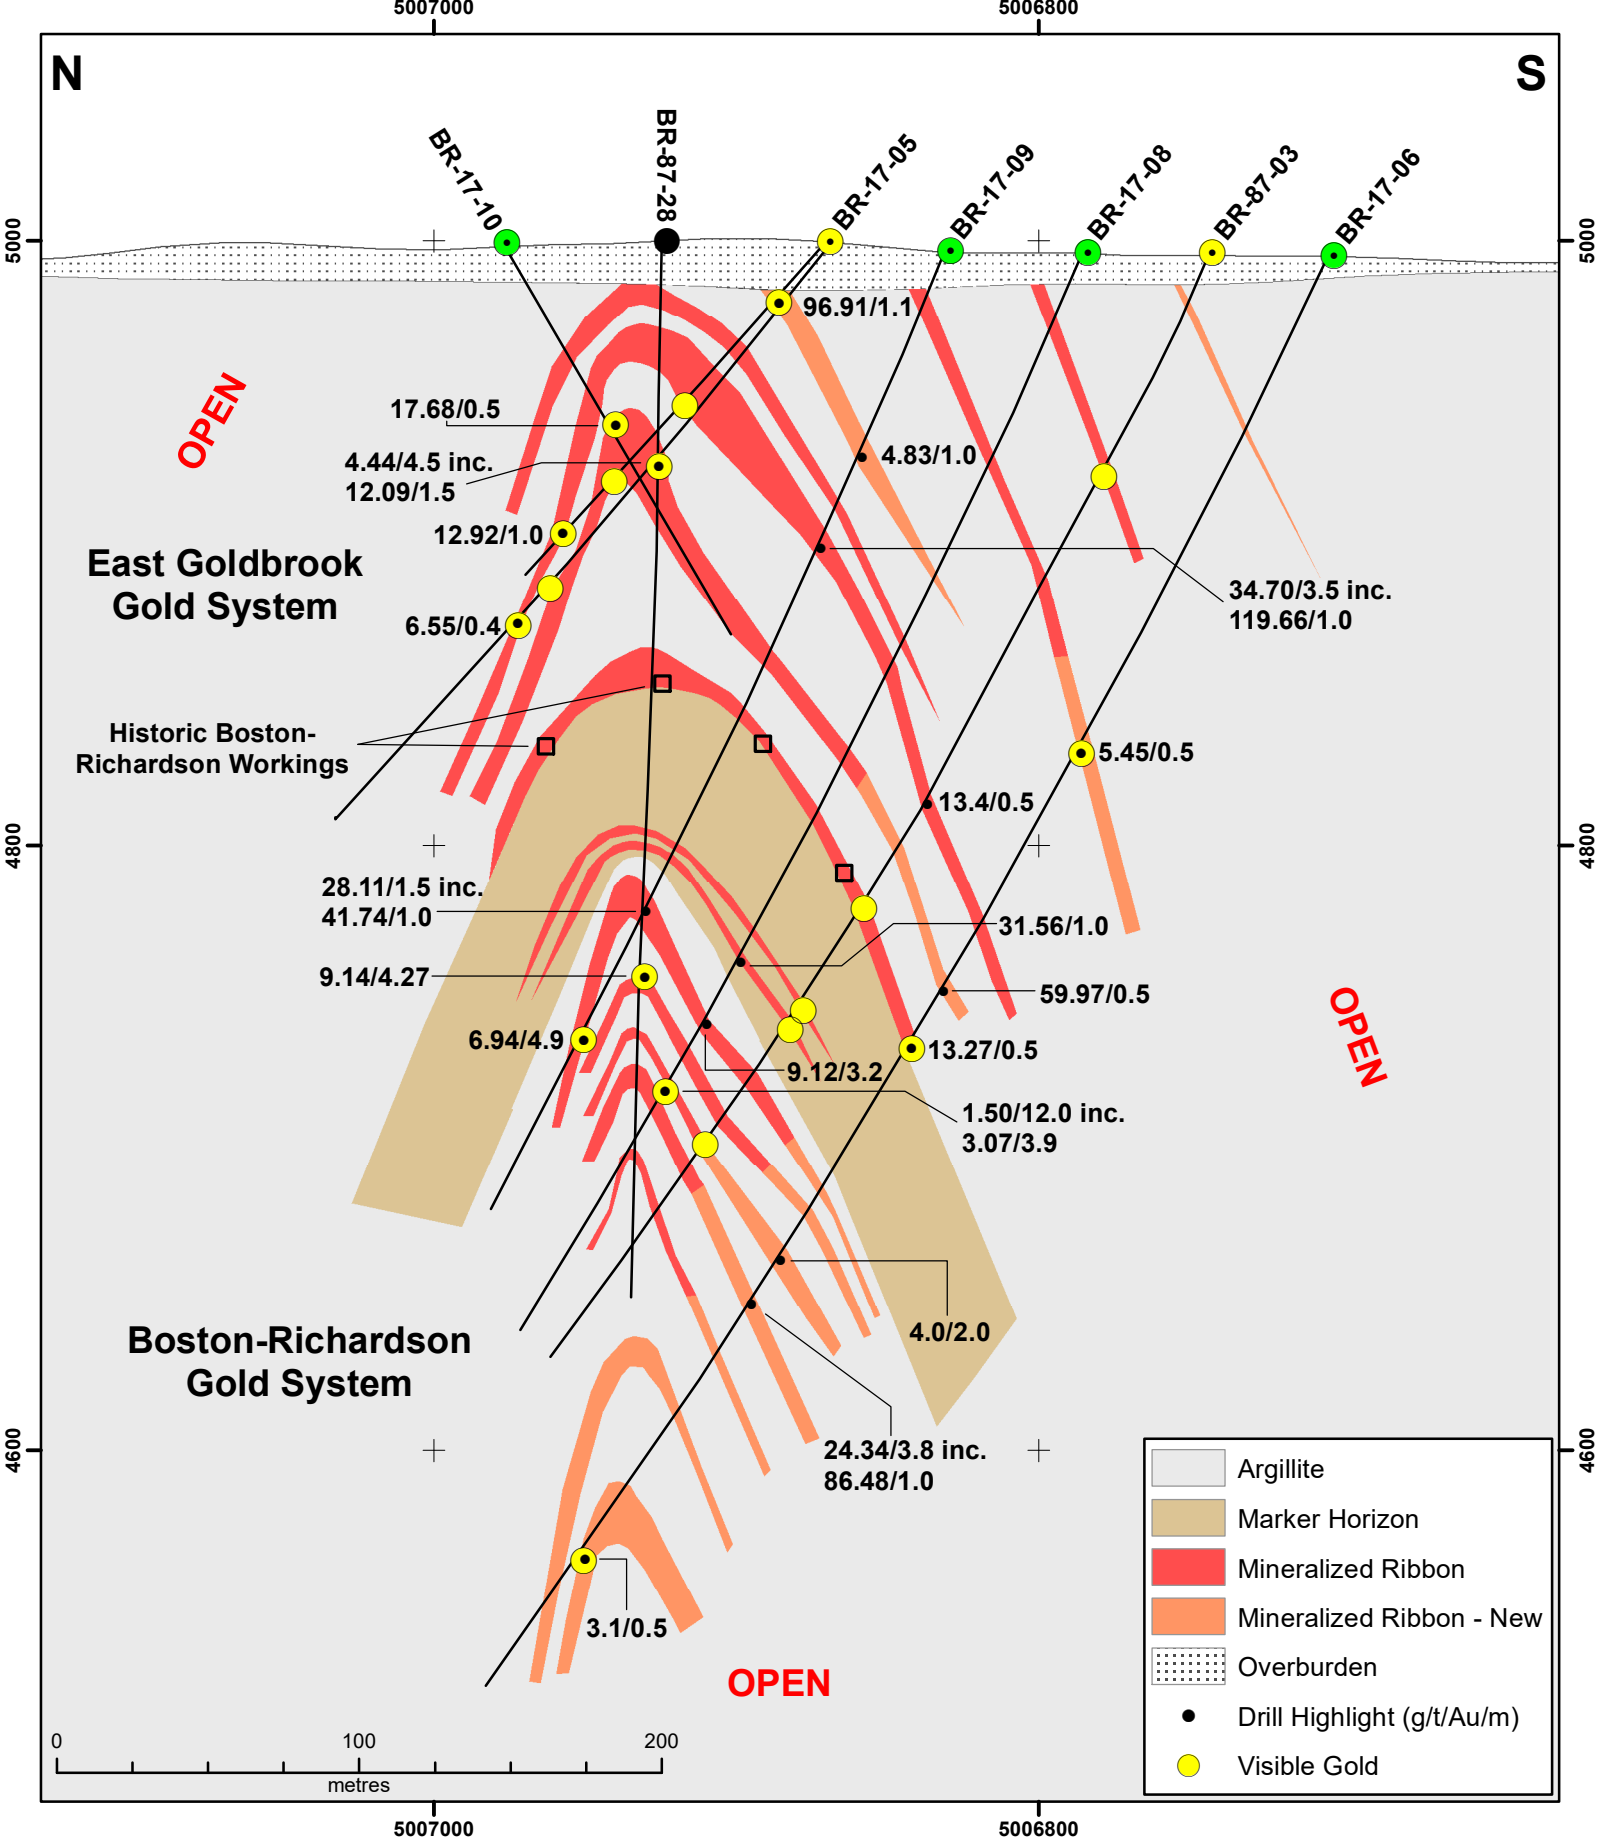 5007000
5006800
N
S
BR-17-10
BR-87-28
BR-17-05
BR-17-09
BR-17-08
BR-87-03
BR-17-06
5000
5000
96.91/1.1
OPEN
17.68/0.5
4.44/4.5 inc.
12.09/1.5
4.83/1.0
12.92/1.0
East Goldbrook
Gold System
34.70/3.5 inc.
119.66/1.0
6.55/0.4
Historic Boston-
Richardson Workings
5.45/0.5
13.4/0.5
4800
4800
28.11/1.5 inc.
41.74/1.0
31.56/1.0
9.14/4.27
59.97/0.5
OPEN
6.94/4.9
13.27/0.5
9.12/3.2
1.50/12.0 inc.
3.07/3.9
Boston-Richardson
Gold System
4.0/2.0
24.34/3.8 inc.
86.48/1.0
4600
4600
3.1/0.5
OPEN
Argillite
Marker Horizon
Mineralized Ribbon
Mineralized Ribbon - New
Overburden
Drill Highlight (g/t/Au/m)
Visible Gold
0
100
200
metres
5007000
5006800